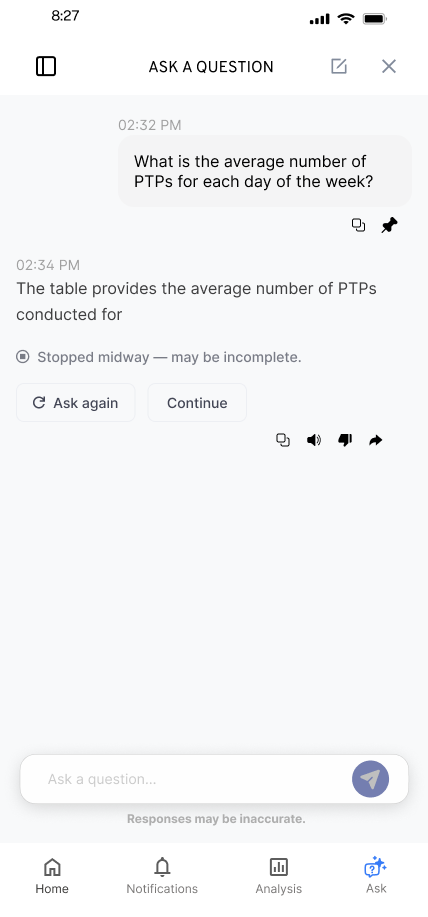 8:27
ASK A QUESTION
02:32 PM
What is the average number of
PTPs for each day of the week?
02:34 PM
The table provides the average number of PTPs
conducted for
Stopped midway — may be incomplete.
Ask again
Continue
Ask a question...
Responses may be inaccurate.
Home
Notifications
Analysis
Ask